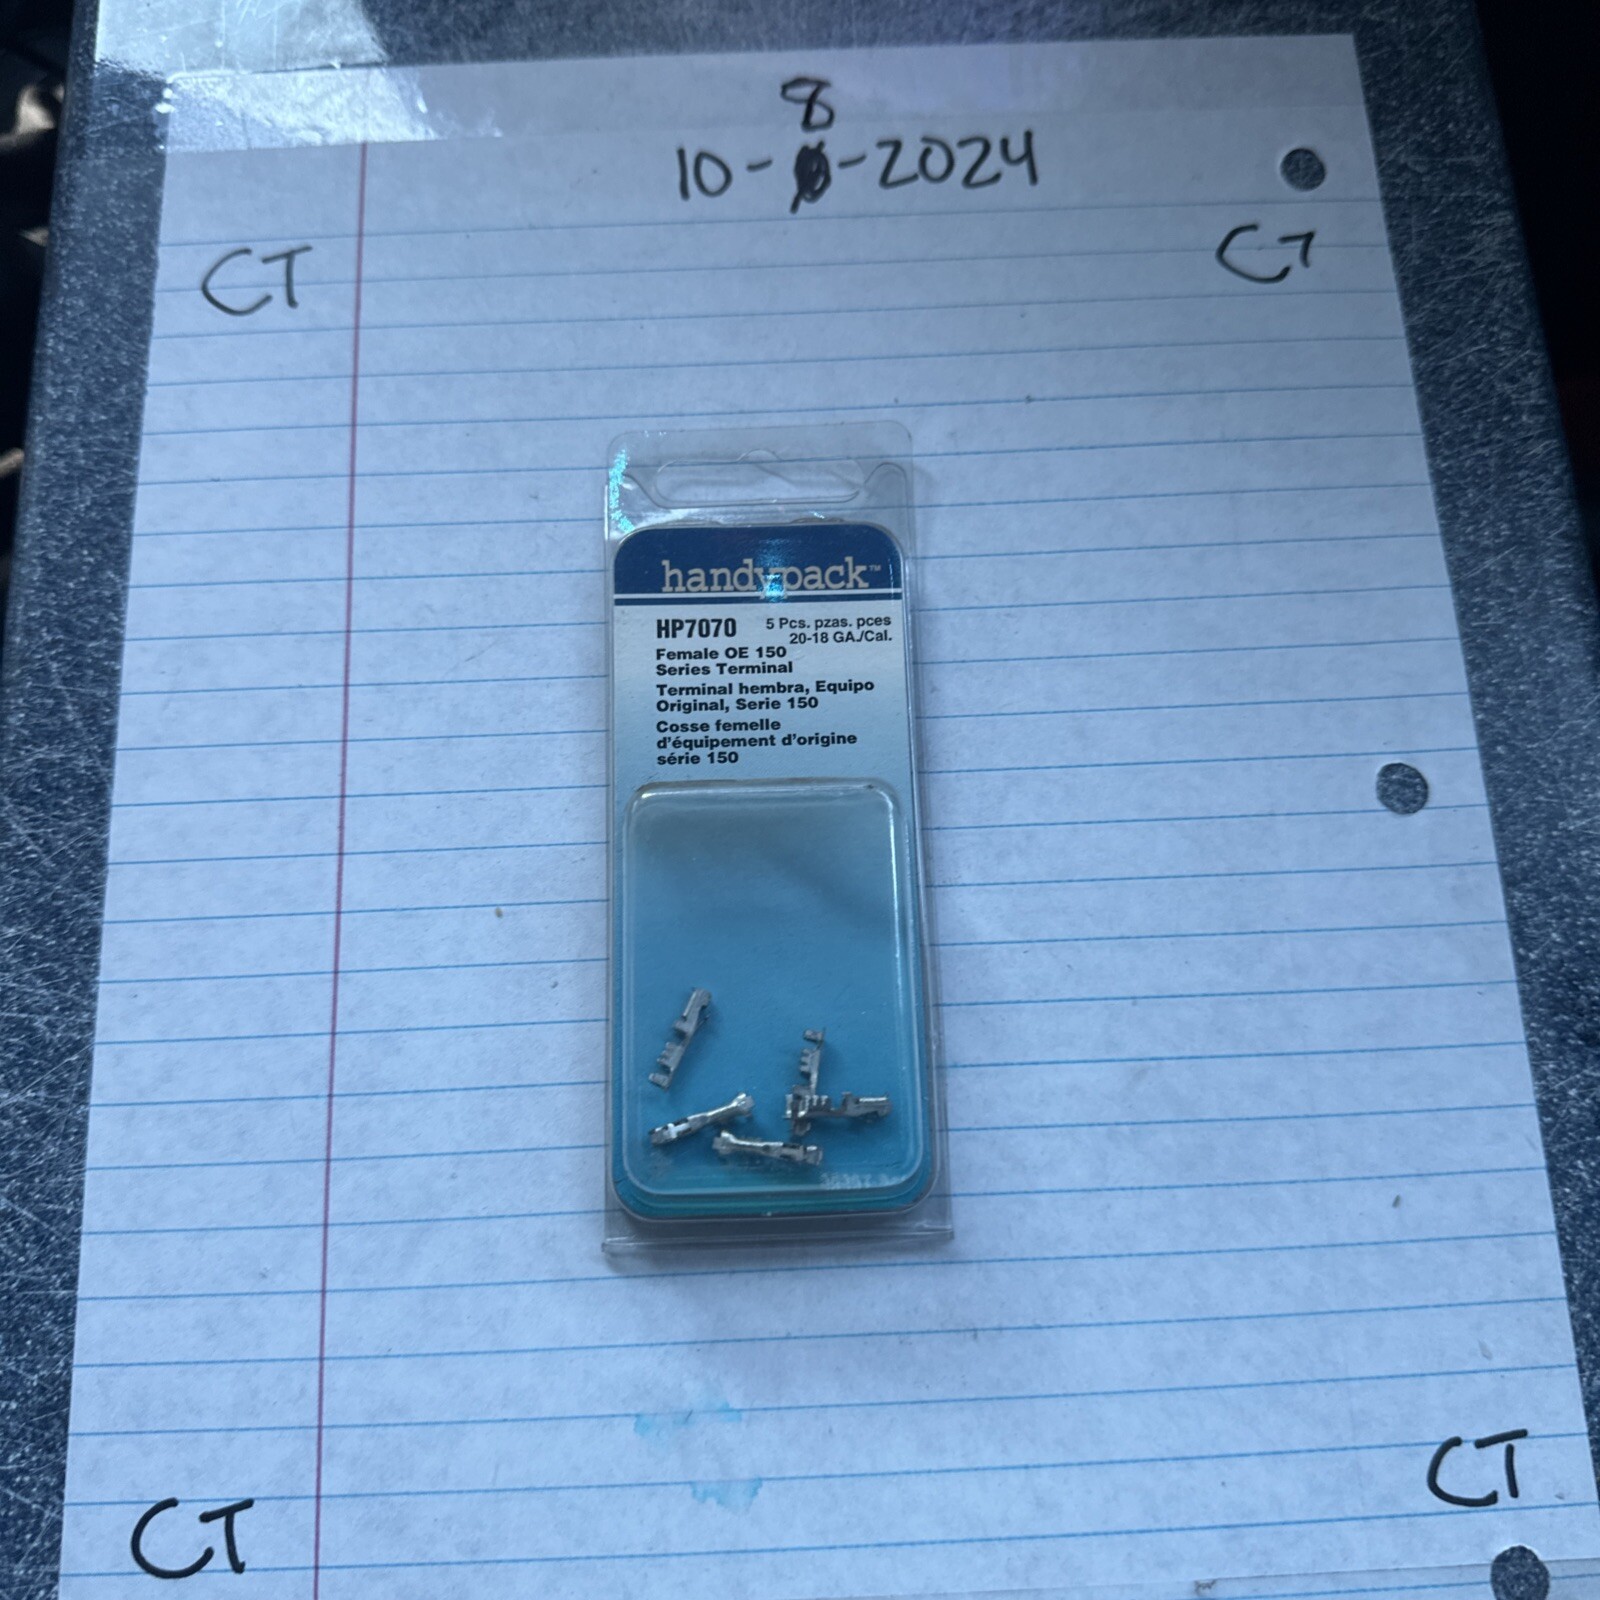 8
10-   -2024
CT
CT
handypack™
HP7070
5 Pcs. pzas. pces
20-18 GA./Cal.
Female OE 150
Series Terminal
Terminal hembra, Equipo
Original, Serie 150
Cosse femelle
d'équipement d'origine
série 150
CT
CT